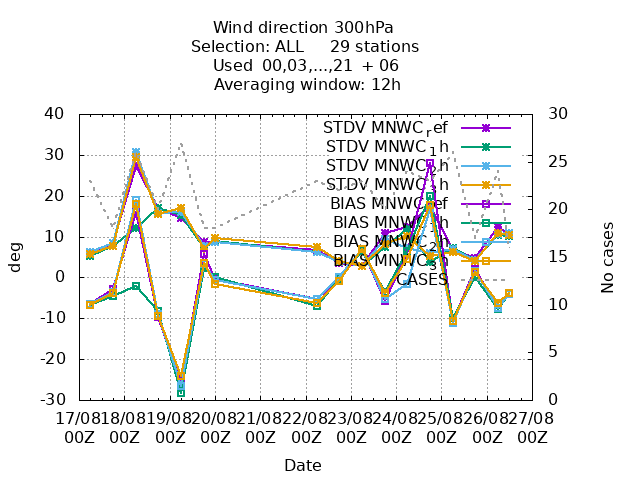 Wind direction 300hPa
Selection: ALL 29 stations
Used 00,03,...,21 + 06
Averaging window: 12h
40 30
STDV MNWC_ref
STDV MNWC_1h
30 25
STDV MNWC_2h
STDV MNWC_3h
20 20
BIAS MNWC_ref
BIAS MNWC_1h
10 15
BIAS MNWC_2h
BIAS MNWC_3h
CASES
0
-10 10
-20 5
-30 0
deg
No cases
17/08 18/08 19/08 20/08 21/08 22/08 23/08 24/08 25/08 26/08 27/08
00Z 00Z 00Z 00Z 00Z 00Z 00Z 00Z 00Z 00Z 00Z
Date